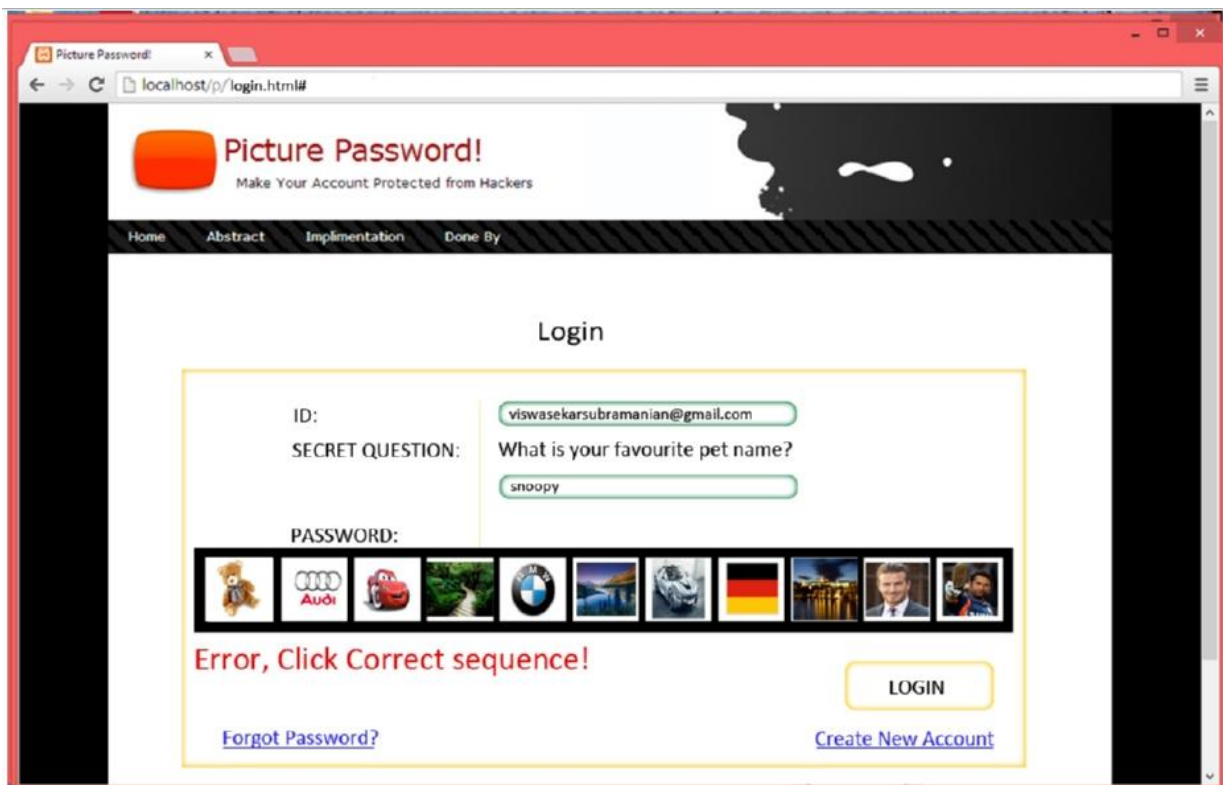 Picture Password!
localhost/p/login.html#
Picture Password!
Make Your Account Protected from Hackers
Home Abstract Implimentation Done By
Login
ID: viswasekarsubramanian@gmail.com
SECRET QUESTION: What is your favourite pet name?
snoopy
PASSWORD:
Audi BMW
Error, Click Correct sequence!
LOGIN
Forgot Password? Create New Account